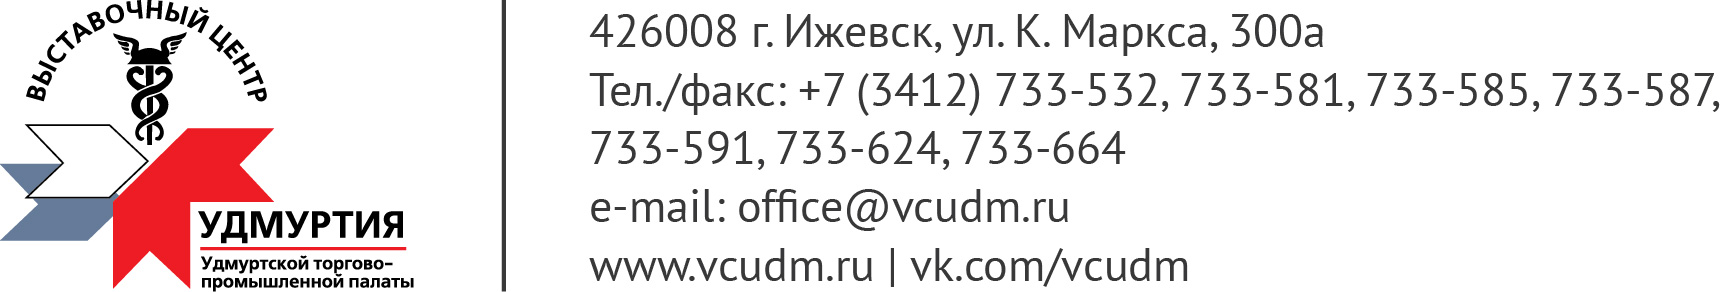 ВЫСТАВОЧНЫЙ ЦЕНТР
УДМУРТИЯ
Удмуртской торгово-
промышленной палаты
426008 г. Ижевск, ул. К. Маркса, 300а
Тел./факс: +7 (3412) 733-532, 733-581, 733-585, 733-587,
733-591, 733-624, 733-664
e-mail: office@vcudm.ru
www.vcudm.ru | vk.com/vcudm